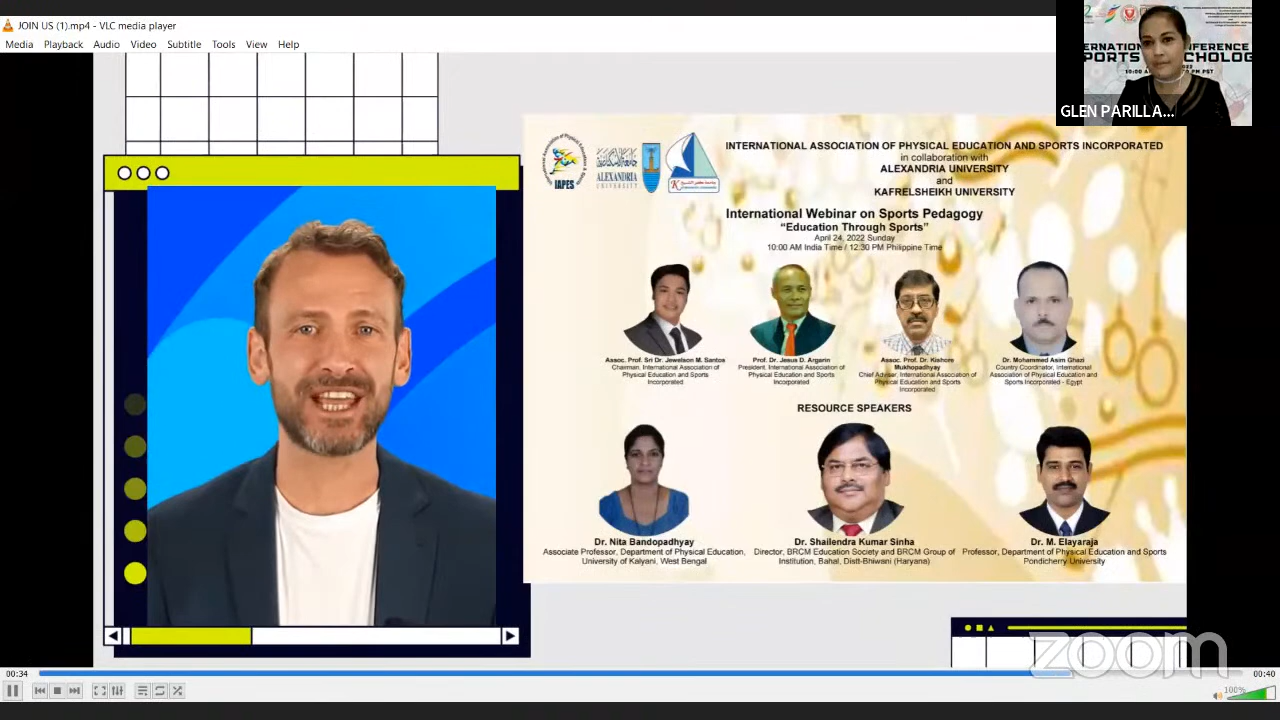 JOIN US (1).mp4 - VLC media player
Media Playback Audio Video Subtitle Tools View Help
GLEN PARILLA...
10:00 A
PM PST
IAPES
ALEXANDRIA
UNIVERSITY
INTERNATIONAL ASSOCIATION OF PHYSICAL EDUCATION AND SPORTS INCORPORATED
in collaboration with
ALEXANDRIA UNIVERSITY
and
KAFRELSHEIKH UNIVERSITY
International Webinar on Sports Pedagogy
“Education Through Sports”
April 24, 2022 Sunday
10:00 AM India Time / 12:30 PM Philippine Time
Assoc. Prof. Sri Dr. Jewelson M. Santos
Chairman, International Association of
Physical Education and Sports
Incorporated
Prof. Dr. Jesus D. Argarin
President, International Association of
Physical Education and Sports
Incorporated
Assoc. Prof. Dr. Kishore
Mukhopadhyay
Chief Adviser, International Association of
Physical Education and Sports
Incorporated
Dr. Mohammed Asim Ghazi
Country Coordinator, International
Association of Physical Education and
Sports Incorporated - Egypt
RESOURCE SPEAKERS
Dr. Nita Bandopadhyay
Associate Professor, Department of Physical Education,
University of Kalyani, West Bengal
Dr. Shailendra Kumar Sinha
Director, BRCM Education Society and BRCM Group of
Institution, Bahal, Distt-Bhiwani (Haryana)
Dr. M. Elayaraja
Professor, Department of Physical Education and Sports
Pondicherry University
zoom
00:34
00:40
100%